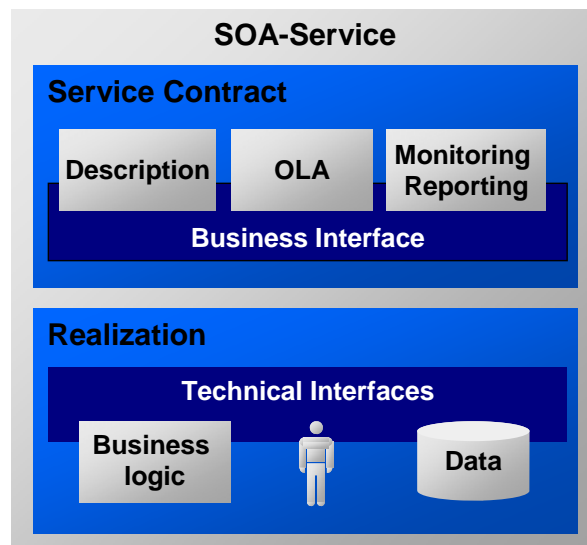 SOA-Service
Service Contract
Description
OLA
Monitoring
Reporting
Business Interface
Realization
Technical Interfaces
Business
logic
Data